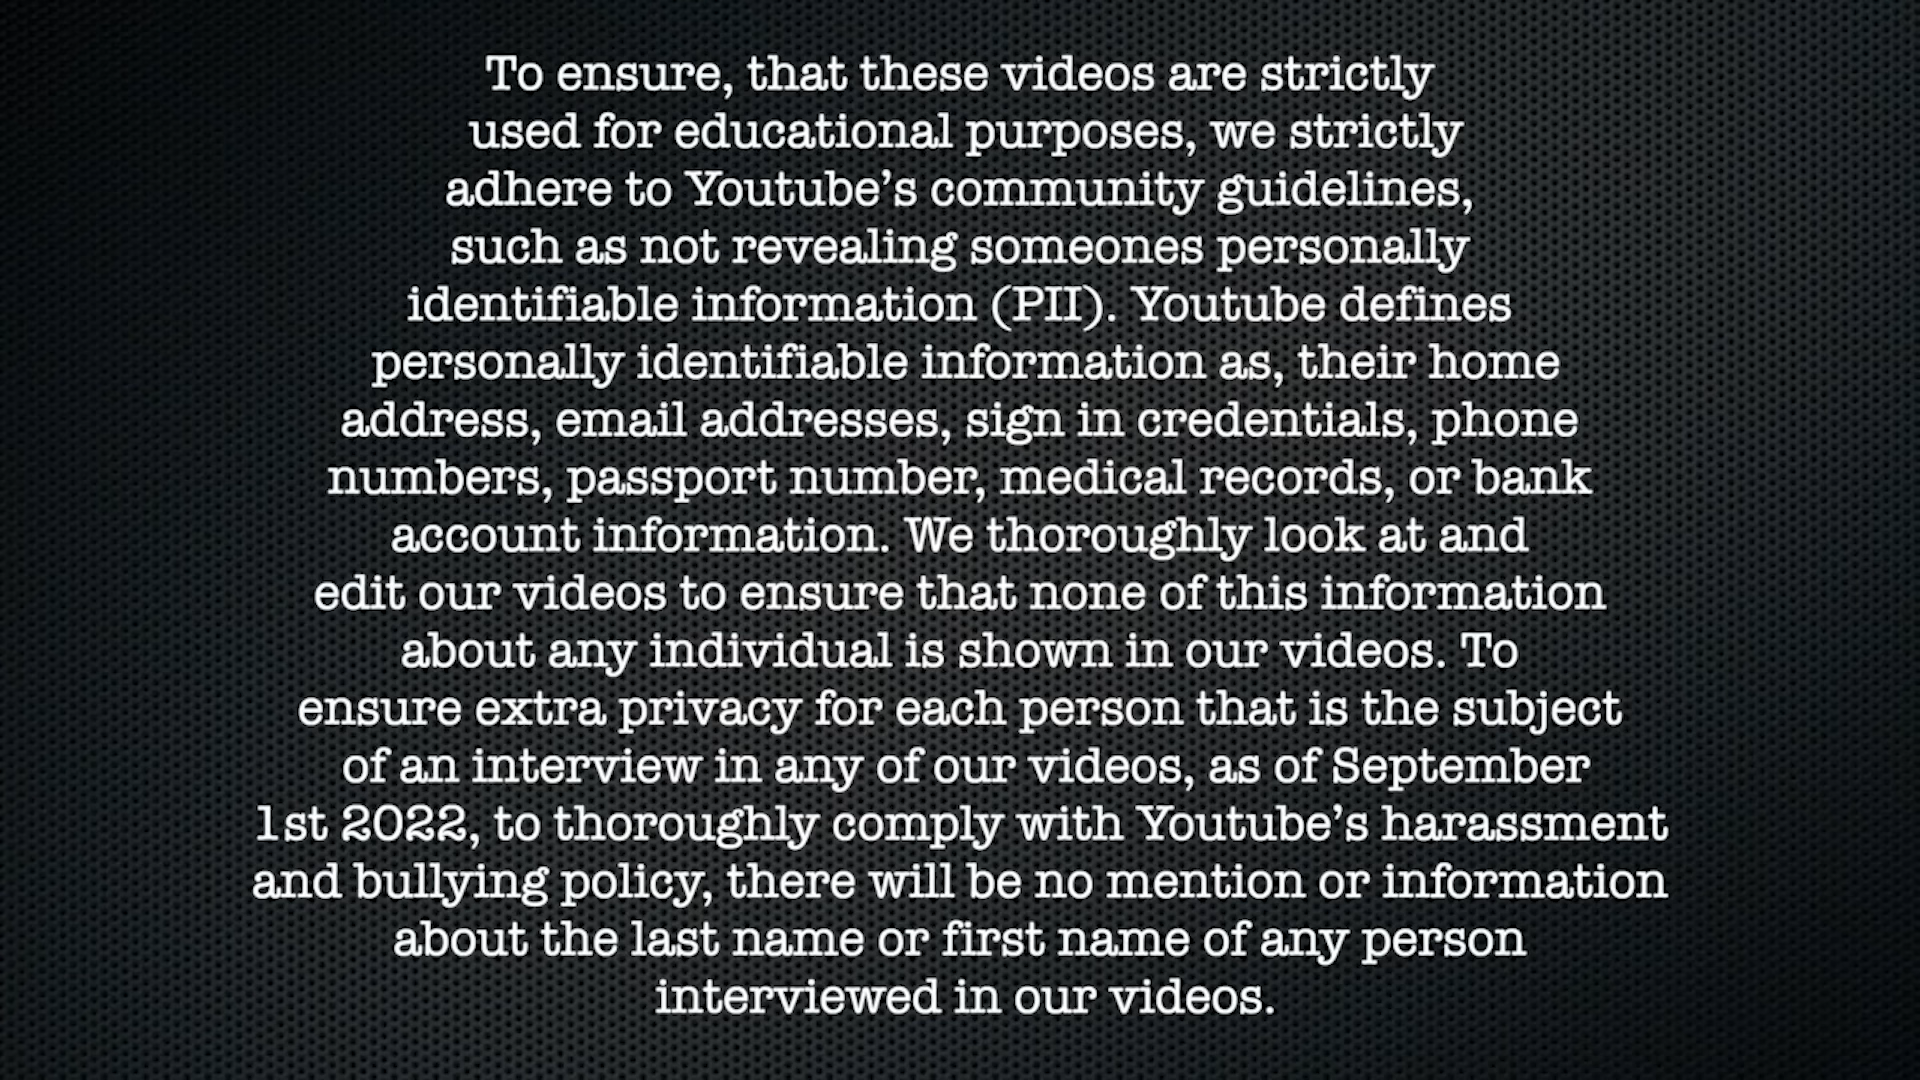 To ensure, that these videos are strictly
used for educational purposes, we strictly
adhere to Youtube’s community guidelines,
such as not revealing someones personally
identifiable information (PII). Youtube defines
personally identifiable information as, their home
address, email addresses, sign in credentials, phone
numbers, passport number, medical records, or bank
account information. We thoroughly look at and
edit our videos to ensure that none of this information
about any individual is shown in our videos. To
ensure extra privacy for each person that is the subject
of an interview in any of our videos, as of September
1st 2022, to thoroughly comply with Youtube’s harassment
and bullying policy, there will be no mention or information
about the last name or first name of any person
interviewed in our videos.